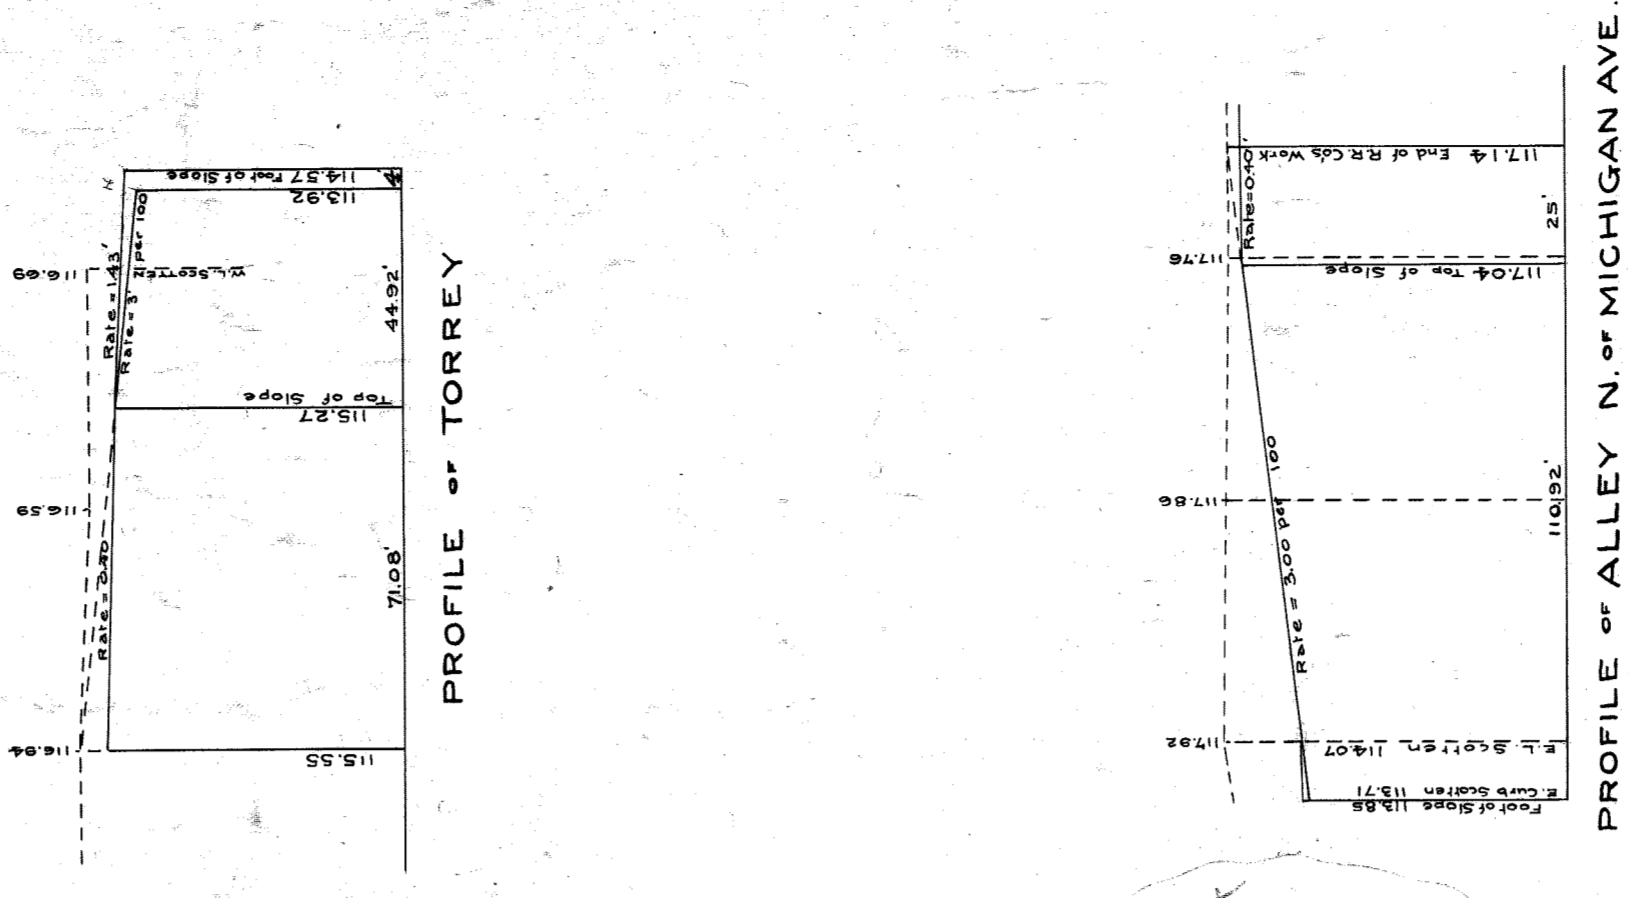 PROFILE OF TORREY
116.94
116.59
116.69
Rate = 1.43'
Rate = 3' per 100
115.55
71.08'
115.27
Top of Slope
44.92'
W.L. SCOTTEN
113.92
114.57 Foot of Slope
4'
PROFILE OF ALLEY N. OF MICHIGAN AVE.
117.92
117.86
117.76
Foot of Slope 113.85
E. Curb Scotten 113.71
E. L. Scotten 114.07
Rate = 3.00 per 100
110.92'
117.04 Top of Slope
Rate=0.40'
25'
117.14 End of R.R. Co's Work